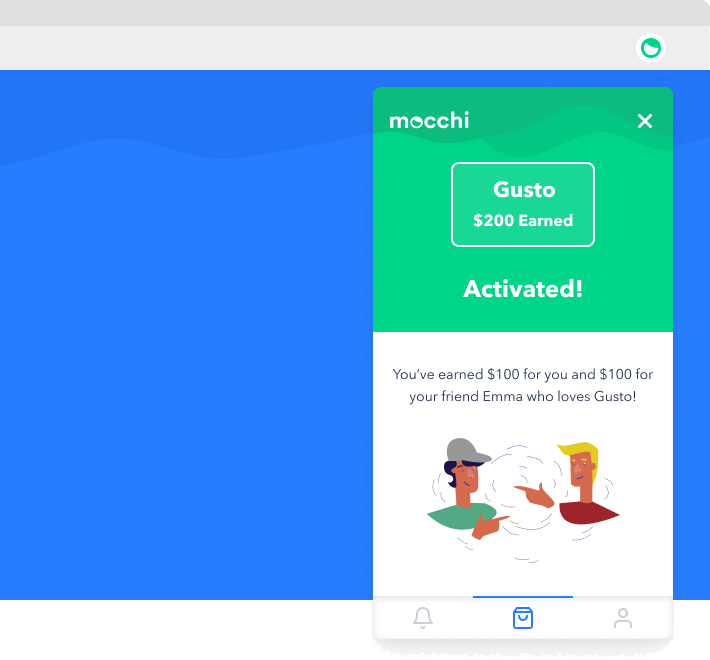 mocchi
Gusto
$200 Earned
Activated!
You’ve earned $100 for you and $100 for
your friend Emma who loves Gusto!